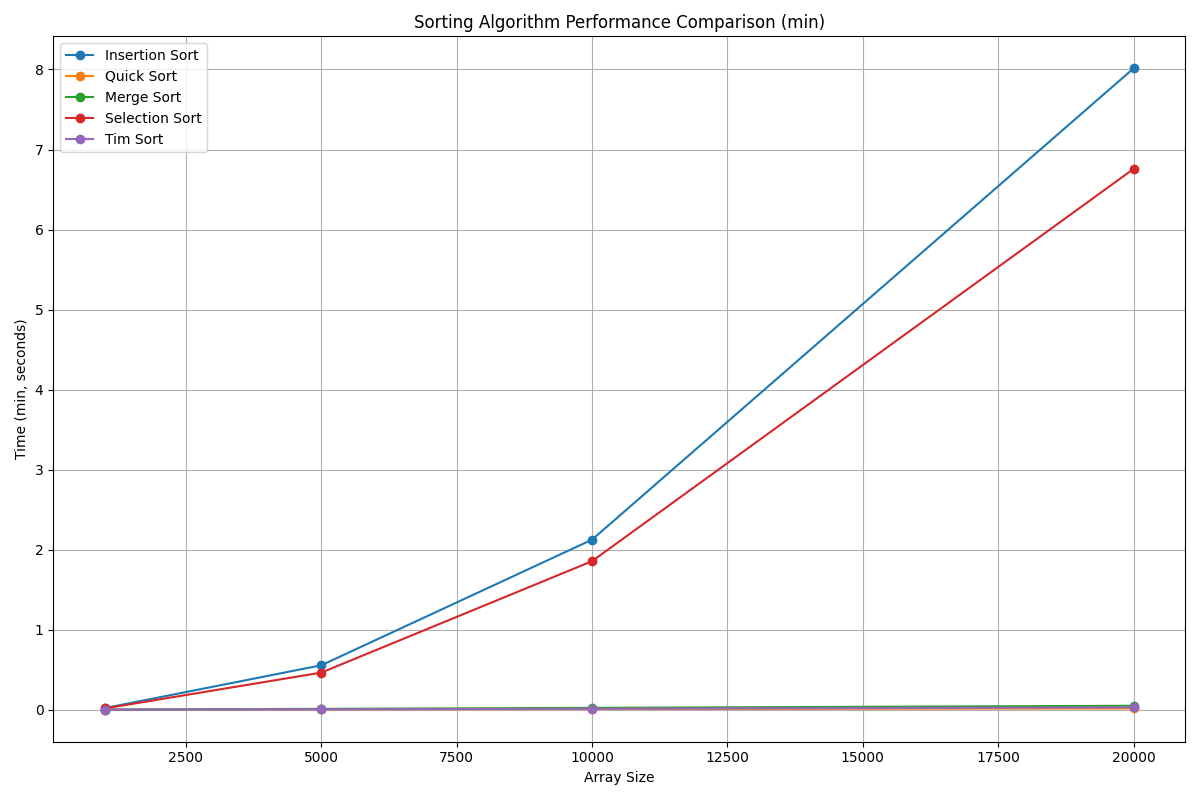 Sorting Algorithm Performance Comparison (min)
Insertion Sort
Quick Sort
Merge Sort
Selection Sort
Tim Sort
Time (min, seconds)
8
7
6
5
4
3
2
1
0
2500 5000 7500 10000 12500 15000 17500 20000
Array Size